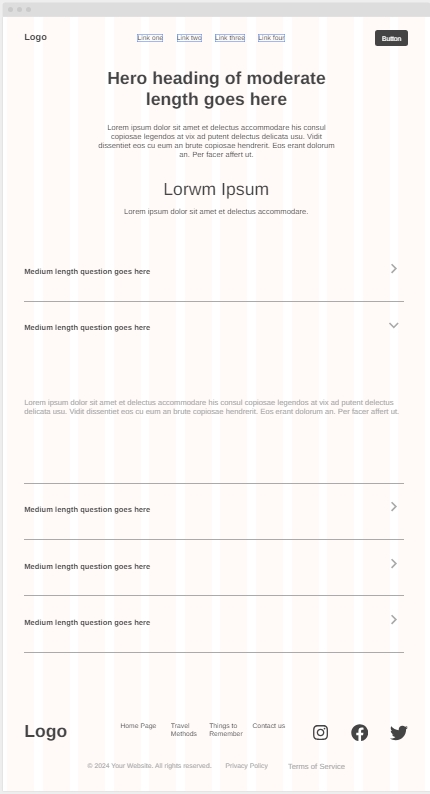 Logo
Link one Link two Link three Link four
Button
Hero heading of moderate
length goes here
Lorem ipsum dolor sit amet et delectus accommodare his consul
copiosae legendos at vix ad putent delectus delicata usu. Vidit
dissentiet eos cu eum an brute copiosae hendrerit. Eos erant dolorum
an. Per facer affert ut.
Lorwm Ipsum
Lorem ipsum dolor sit amet et delectus accommodare.
Medium length question goes here
Medium length question goes here
Lorem ipsum dolor sit amet et delectus accommodare his consul copiosae legendos at vix ad putent delectus
delicata usu. Vidit dissentiet eos cu eum an brute copiosae hendrerit. Eos erant dolorum an. Per facer affert ut.
Medium length question goes here
Medium length question goes here
Medium length question goes here
Logo
Home Page
Travel
Methods
Things to
Remember
Contact us
© 2024 Your Website. All rights reserved. Privacy Policy Terms of Service